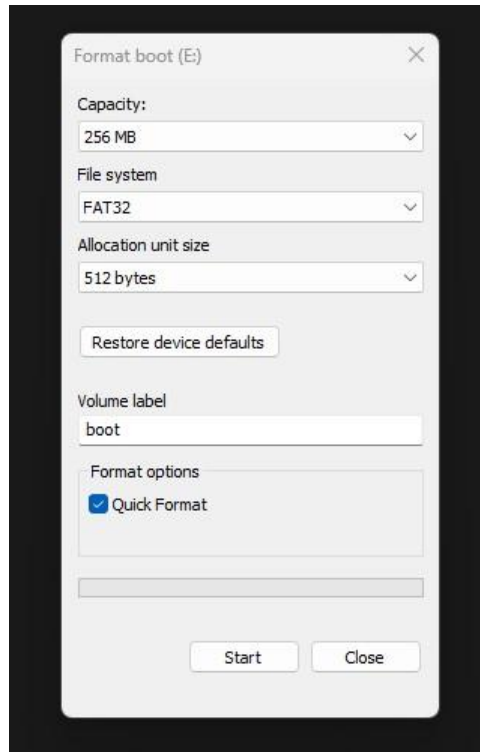 Format boot (E:)
Capacity:
256 MB
File system
FAT32
Allocation unit size
512 bytes
Restore device defaults
Volume label
boot
Format options
Quick Format
Start
Close